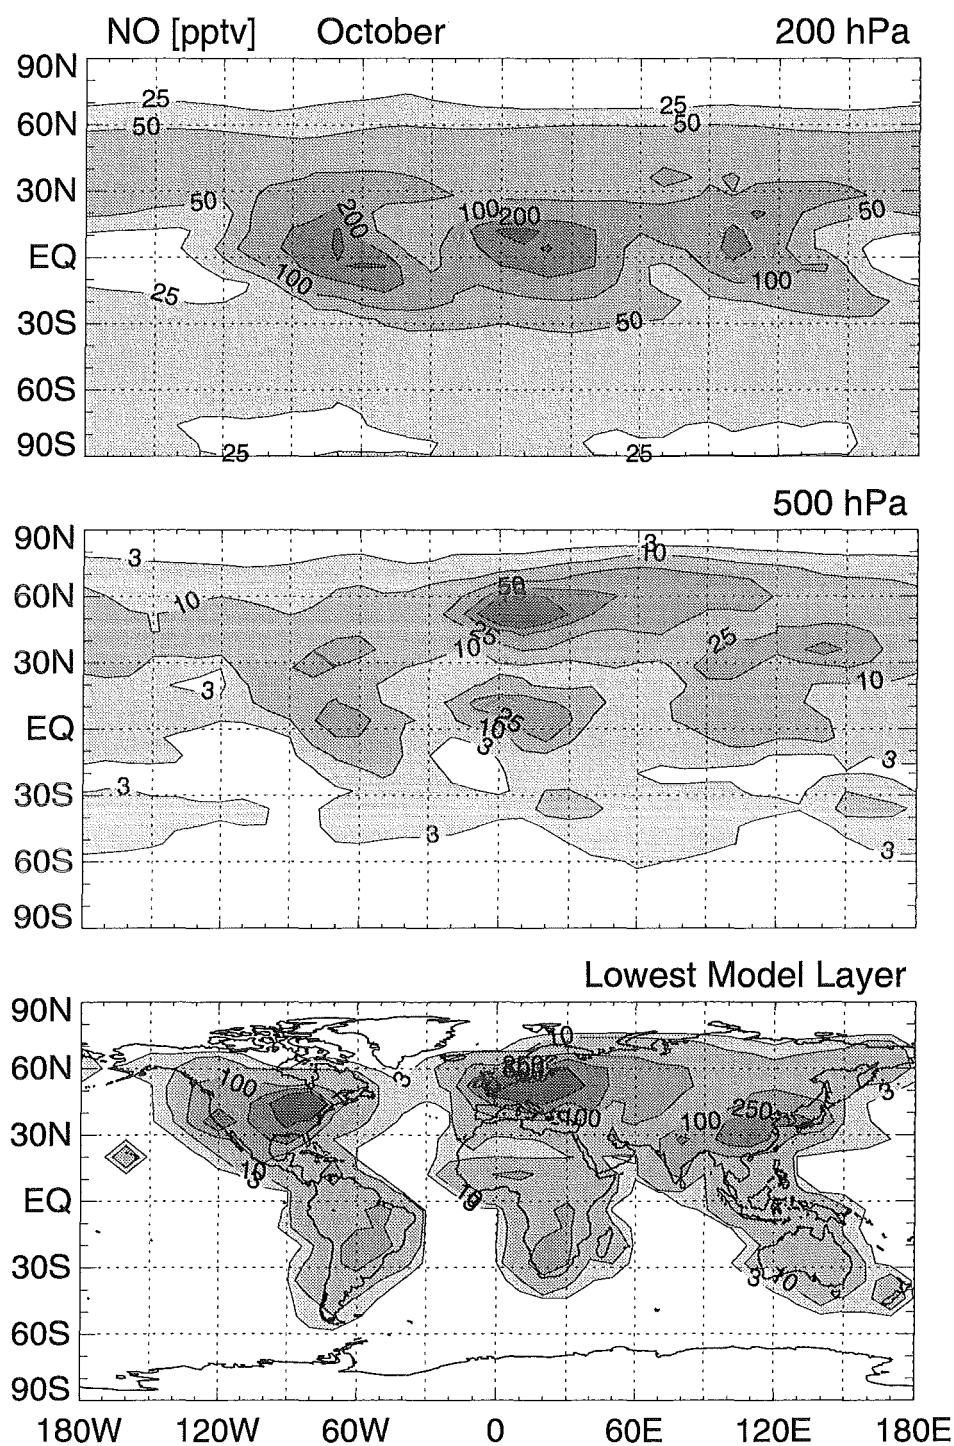 NO [pptv] October 200 hPa
90N
25 25
60N 50 50
30N
50 200 100 200 50
EQ
100 100
25
30S 50
60S
90S 25 25
500 hPa
90N
3 3
10
60N 10 50
25 25
10
30N
3 10
25
EQ 10
3 3
3
30S
3
60S 3
90S
Lowest Model Layer
90N
10
60N
100 3 3
100 100 250
30N
10
3
EQ 10
30S 3 10
60S
90S
180W 120W 60W 0 60E 120E 180E